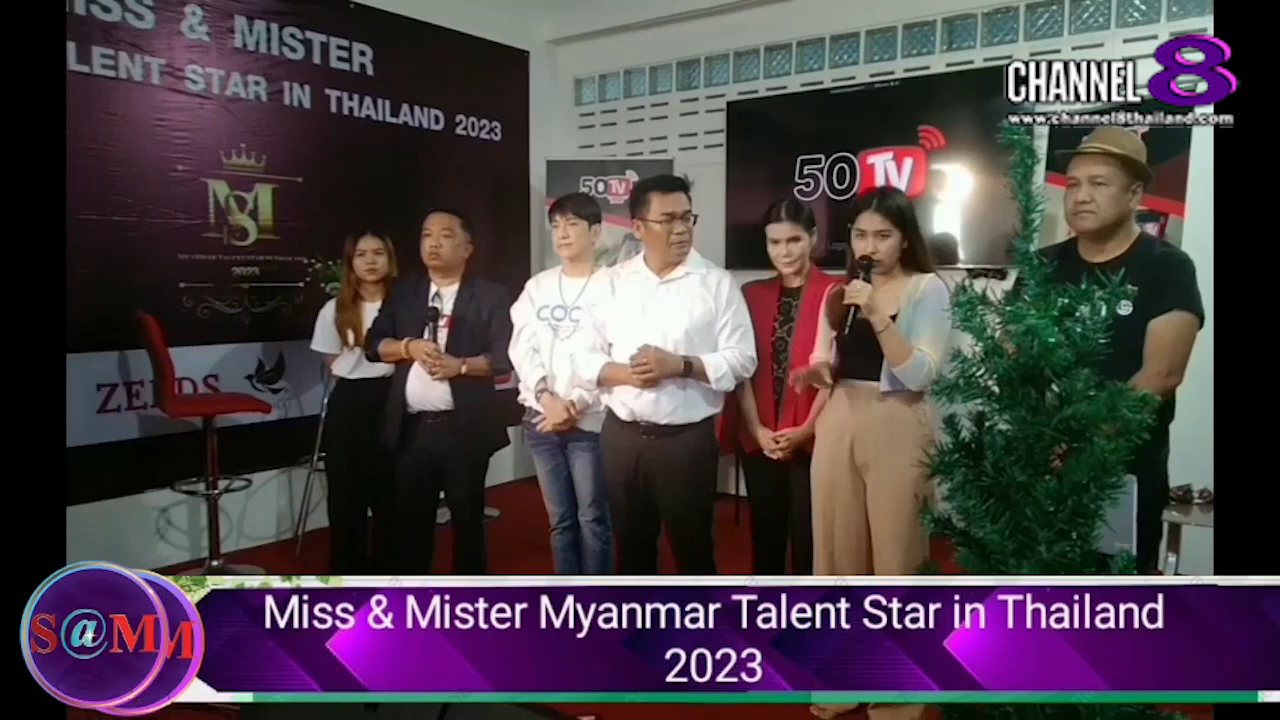 MISS & MISTER
TALENT STAR IN THAILAND 2023
MS
2023
50TV
50TV
CHANNEL 8
www.channel8thailand.com
COC
S@MM
Miss & Mister Myanmar Talent Star in Thailand
2023